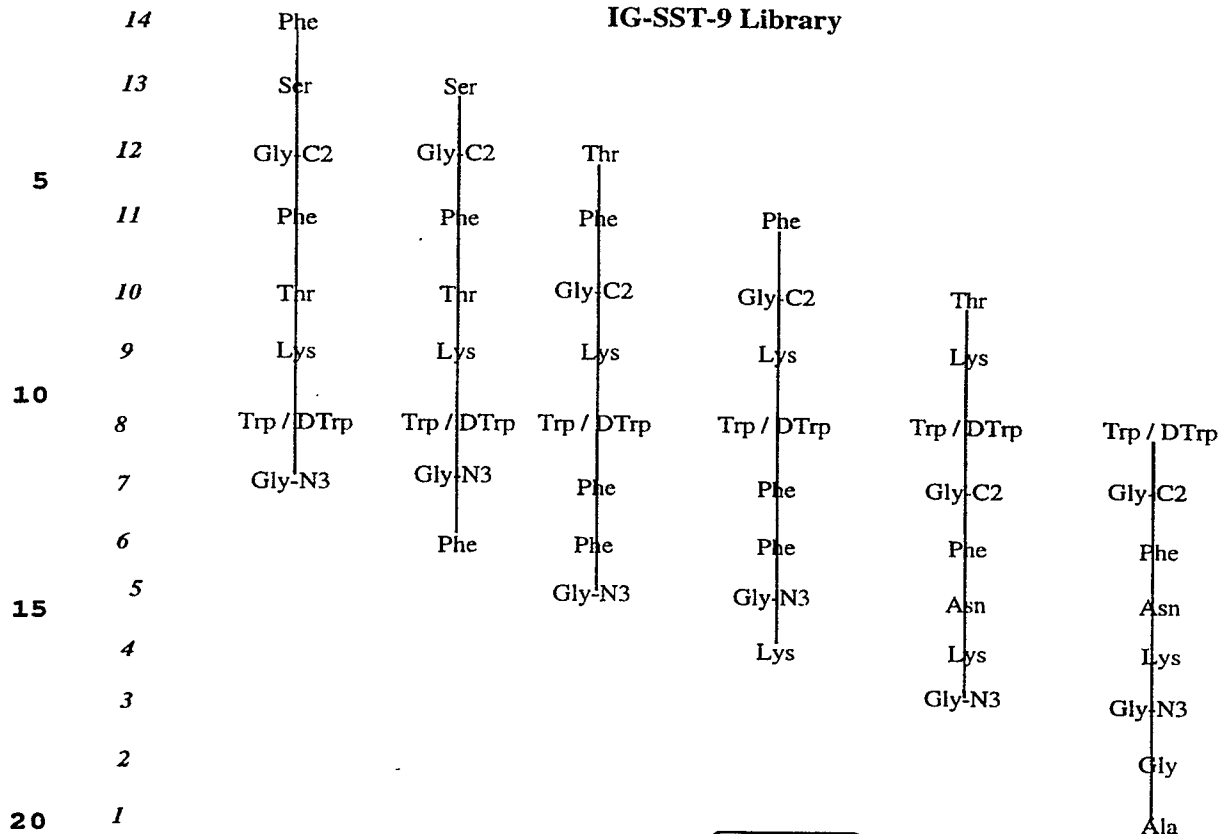 IG-SST-9 Library
14 Phe
13 Ser Ser
12 Gly-C2 Gly-C2 Thr
5
11 Phe Phe Phe Phe
10 Thr Thr Gly-C2 Gly-C2 Thr
9 Lys Lys Lys Lys Lys
10
8 Trp / DTrp Trp / DTrp Trp / DTrp Trp / DTrp Trp / DTrp Trp / DTrp
7 Gly-N3 Gly-N3 Phe Phe Gly-C2 Gly-C2
6 Phe Phe Phe Phe Phe
5 Gly-N3 Gly-N3 Asn Asn
15
4 Lys Lys Lys
3 Gly-N3 Gly-N3
2 Gly
20 1 Ala